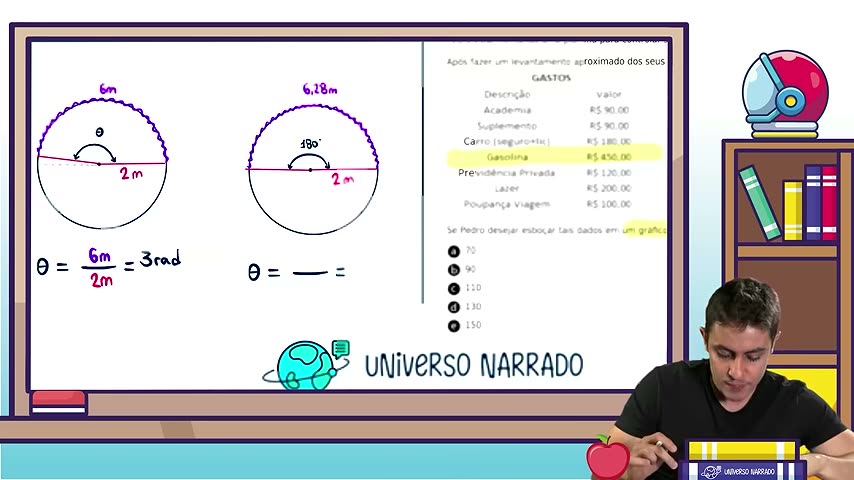 6m
θ
2m
θ = 6m / 2m = 3rad
6,28m
180°
2m
θ = — =
Após fazer um levantamento aproximado dos seus
GASTOS
Descrição valor
Academia R$ 90,00
Suplemento R$ 90,00
Carro (seguro+lic) R$ 180,00
Gasolina R$ 450,00
Previdência Privada R$ 120,00
Lazer R$ 200,00
Poupança Viagem R$ 100,00
Se Pedro desejar esboçar tais dados em um gráfico
a 70
b 90
c 110
d 130
e 150
UNIVERSO NARRADO
UNIVERSO NARRADO